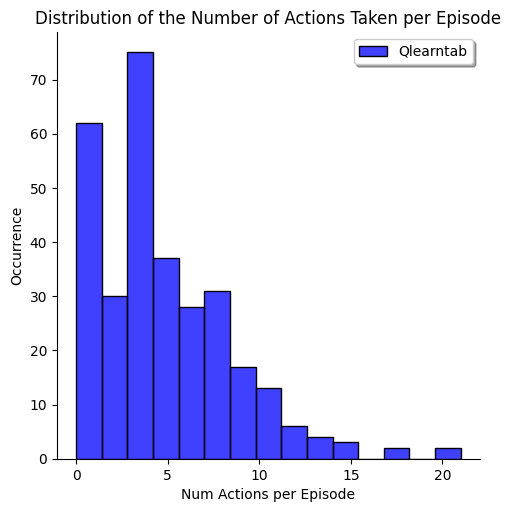 Distribution of the Number of Actions Taken per Episode
Qlearntab
70
60
50
40
30
20
10
0
Occurrence
0 5 10 15 20
Num Actions per Episode